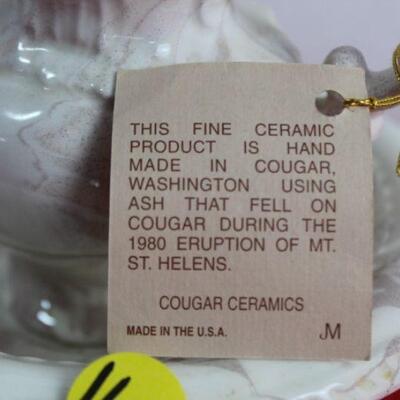 THIS FINE CERAMIC
PRODUCT IS HAND
MADE IN COUGAR,
WASHINGTON USING
ASH THAT FELL ON
COUGAR DURING THE
1980 ERUPTION OF MT.
ST. HELENS.
COUGAR CERAMICS
MADE IN THE U.S.A. JM